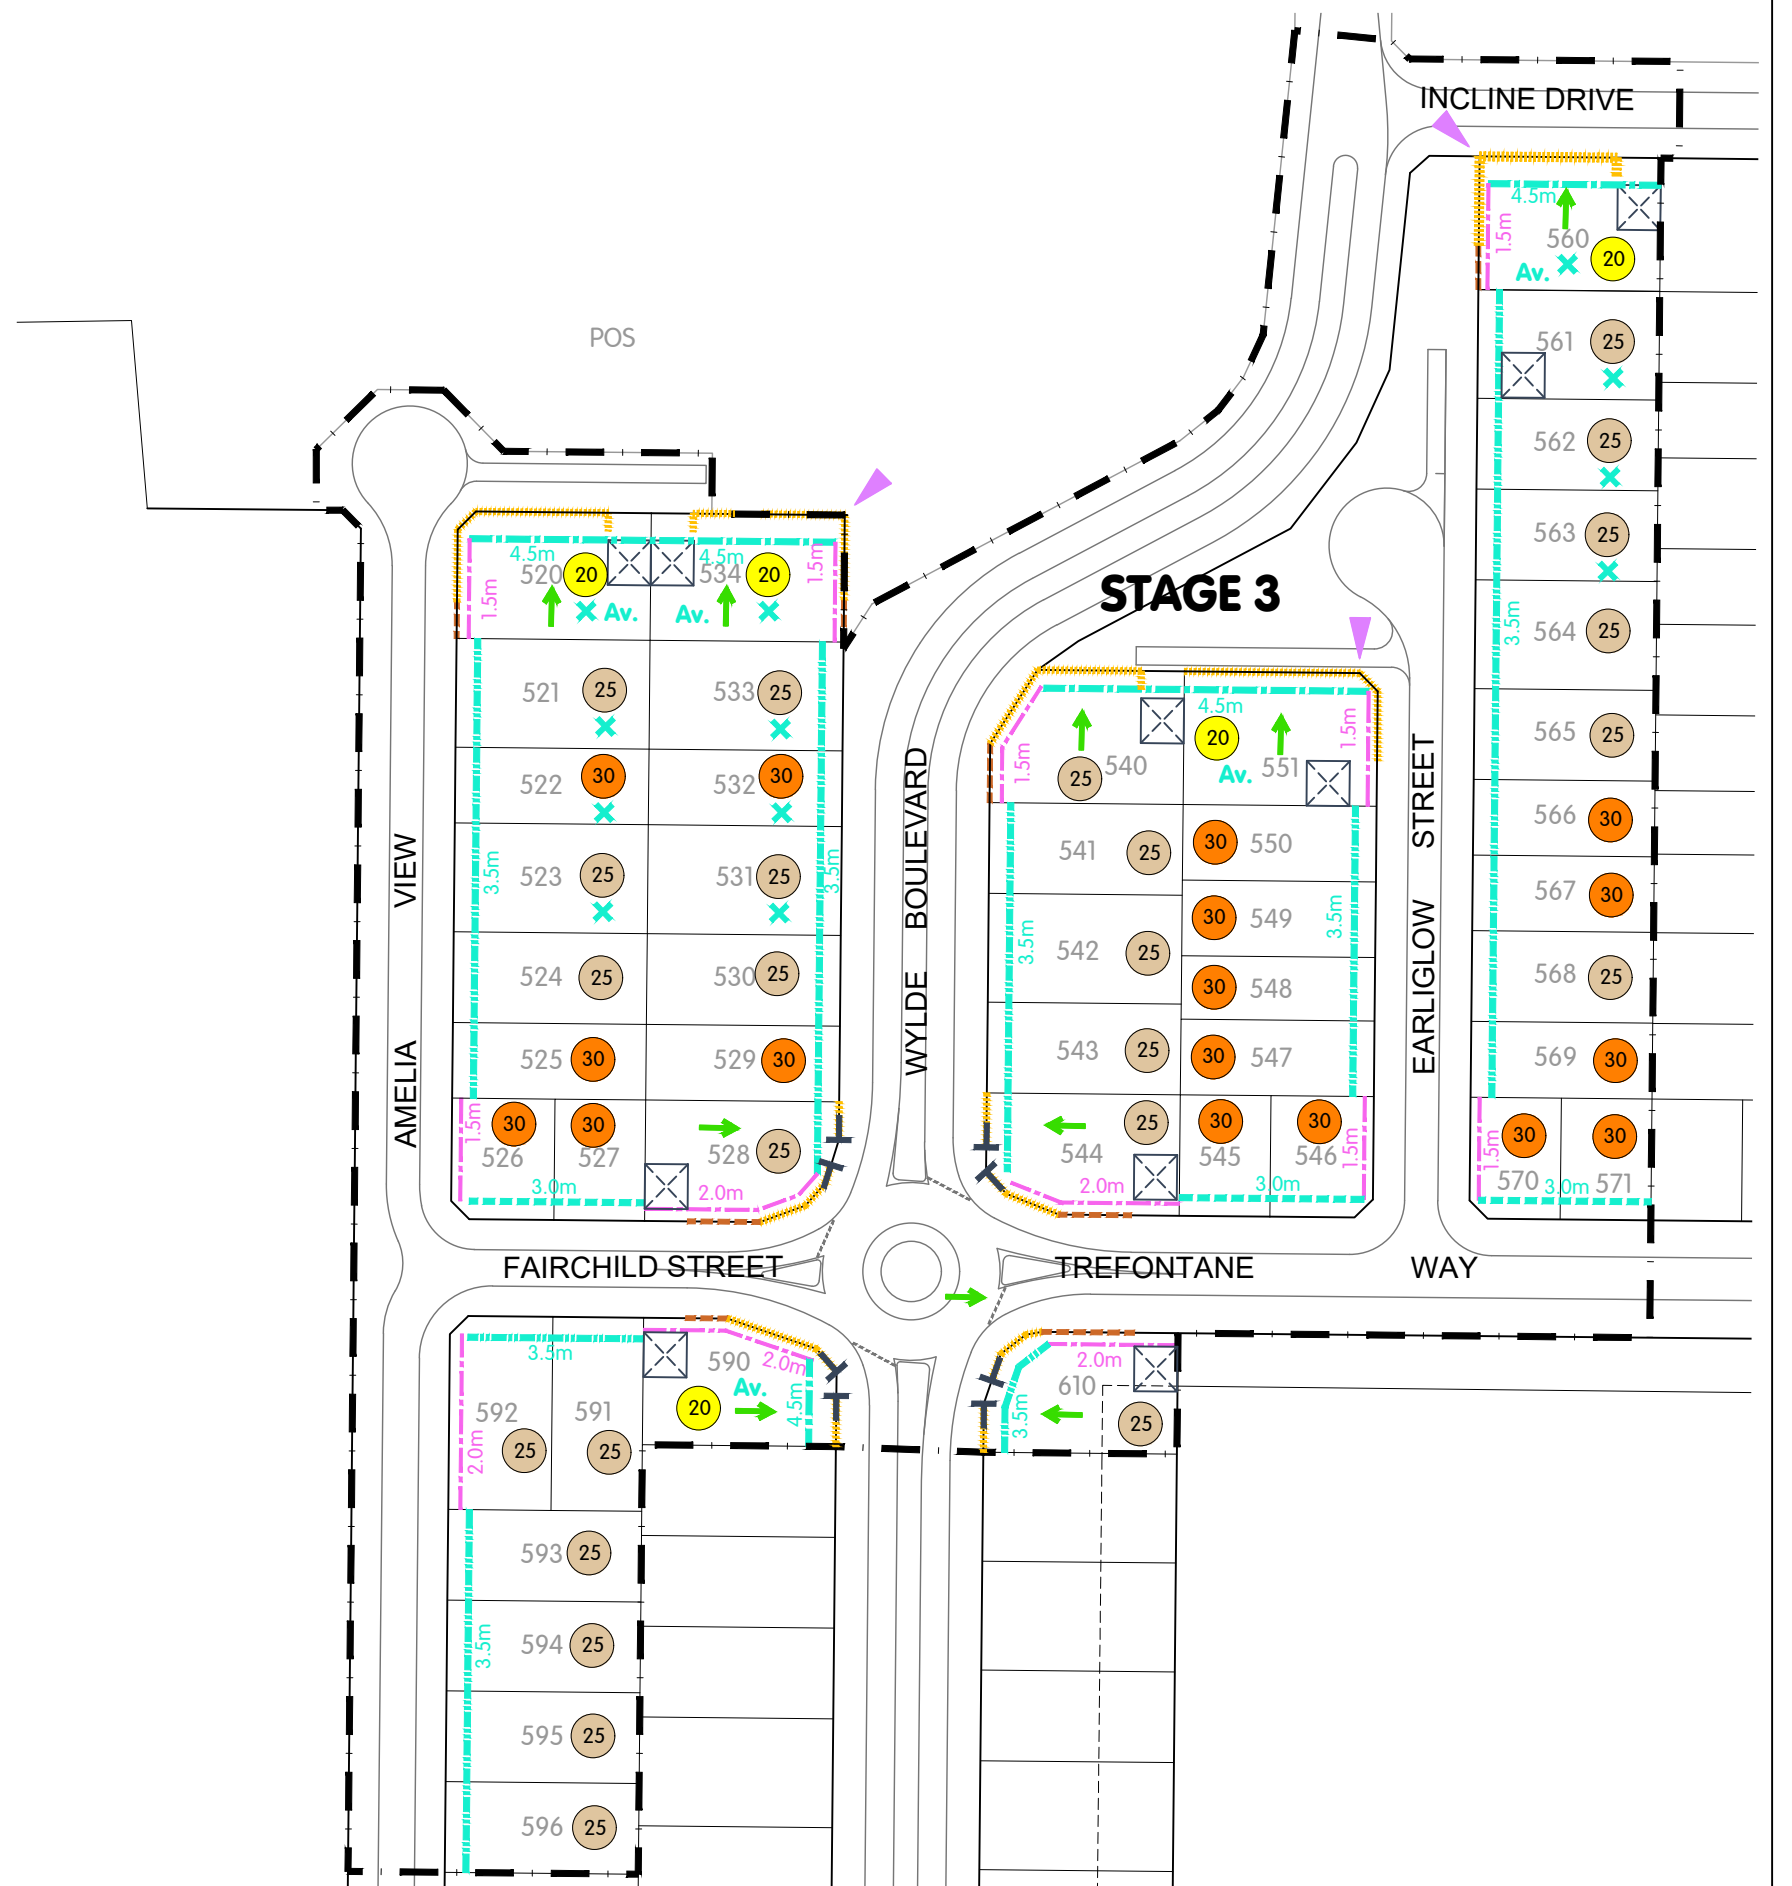 INCLINE DRIVE
4.5m
1.5m
560
Av.
20
POS
561
25
562
25
563
25
3.5m
564
25
565
25
566
30
567
30
568
25
569
30
1.5m
30
30
570
3.0m
571
STAGE 3
4.5m
4.5m
1.5m
1.5m
520
20
534
20
Av.
Av.
521
25
533
25
522
30
532
30
523
25
531
25
3.5m
3.5m
524
25
530
25
525
30
529
30
1.5m
30
30
526
527
528
25
3.0m
2.0m
AMELIA VIEW
WYLDE BOULEVARD
EARLIGLOW STREET
4.5m
1.5m
1.5m
20
25
540
Av.
551
541
25
30
550
3.5m
3.5m
30
549
542
25
30
548
543
25
30
547
25
30
30
544
545
546
1.5m
2.0m
3.0m
FAIRCHILD STREET
TREFONTANE WAY
3.5m
590
2.0m
Av.
20
4.5m
592
591
2.0m
25
25
2.0m
610
3.5m
25
593
25
594
25
3.5m
595
25
596
25